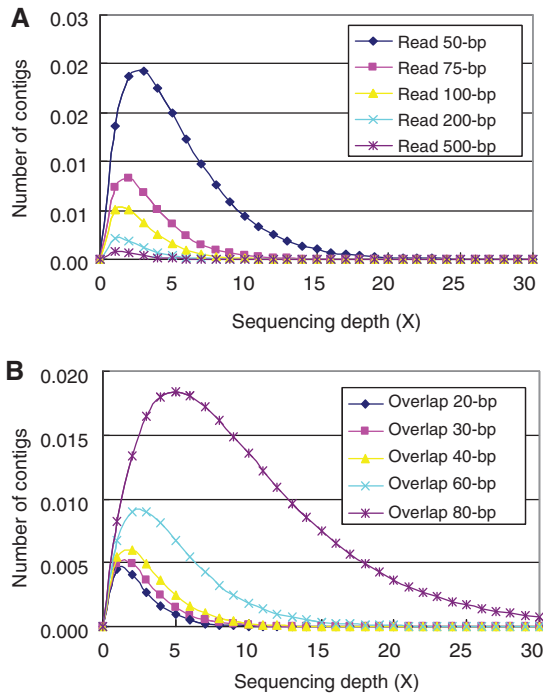 A
Number of contigs
0.03
0.02
0.02
0.01
0.01
0.00
0 5 10 15 20 25 30
Sequencing depth (X)
Read 50-bp
Read 75-bp
Read 100-bp
Read 200-bp
Read 500-bp
B
Number of contigs
0.020
0.015
0.010
0.005
0.000
0 5 10 15 20 25 30
Sequencing depth (X)
Overlap 20-bp
Overlap 30-bp
Overlap 40-bp
Overlap 60-bp
Overlap 80-bp